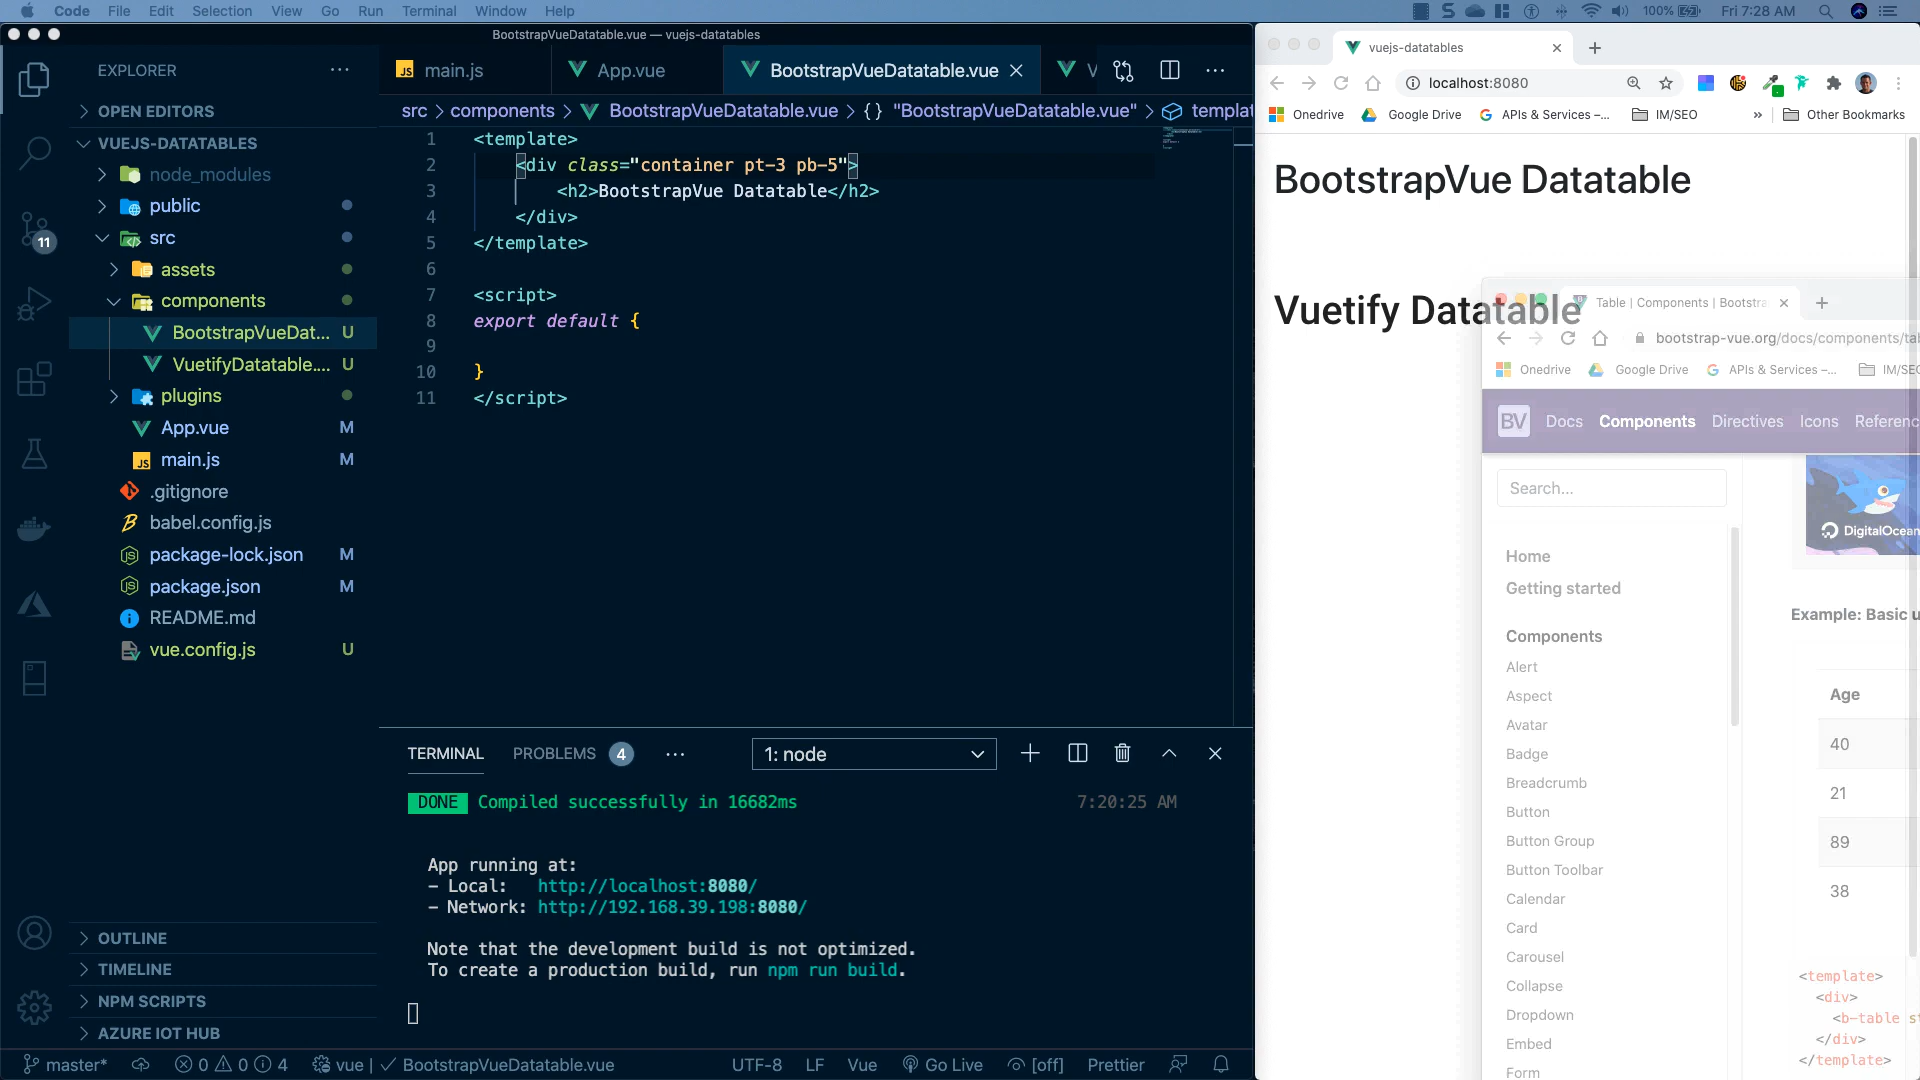 Code File Edit Selection View Go Run Terminal Window Help
100% Fri 7:28 AM
BootstrapVueDatatable.vue — vuejs-datatables
EXPLORER
OPEN EDITORS
VUEJS-DATATABLES
node_modules
public
src
assets
components
BootstrapVueDat... U
VuetifyDatatable.... U
plugins
App.vue M
main.js M
.gitignore
babel.config.js
package-lock.json M
package.json M
README.md
vue.config.js U
OUTLINE
TIMELINE
NPM SCRIPTS
AZURE IOT HUB
11
main.js App.vue BootstrapVueDatatable.vue V
src > components > BootstrapVueDatatable.vue > {} "BootstrapVueDatatable.vue" > templat
1 <template>
2 <div class="container pt-3 pb-5">
3 <h2>BootstrapVue Datatable</h2>
4 </div>
5 </template>
6
7 <script>
8 export default {
9
10 }
11 </script>
TERMINAL PROBLEMS 4 1: node
DONE Compiled successfully in 16682ms 7:20:25 AM
App running at:
- Local: http://localhost:8080/
- Network: http://192.168.39.198:8080/
Note that the development build is not optimized.
To create a production build, run npm run build.
master* 0 0 4 vue | BootstrapVueDatatable.vue UTF-8 LF Vue Go Live [off] Prettier
vuejs-datatables
localhost:8080
Onedrive Google Drive APIs & Services –... IM/SEO » Other Bookmarks
BootstrapVue Datatable
Vuetify Datatable
Table | Components | Bootstra
bootstrap-vue.org/docs/components/tab
Onedrive Google Drive APIs & Services –... IM/SEO
BV Docs Components Directives Icons Referenc
Search...
Home
Getting started
Components
Alert
Aspect
Avatar
Badge
Breadcrumb
Button
Button Group
Button Toolbar
Calendar
Card
Carousel
Collapse
Dropdown
Embed
Form
DigitalOcean
Example: Basic u
Age
40
21
89
38
<template>
<div>
<b-table st
</div>
</template>